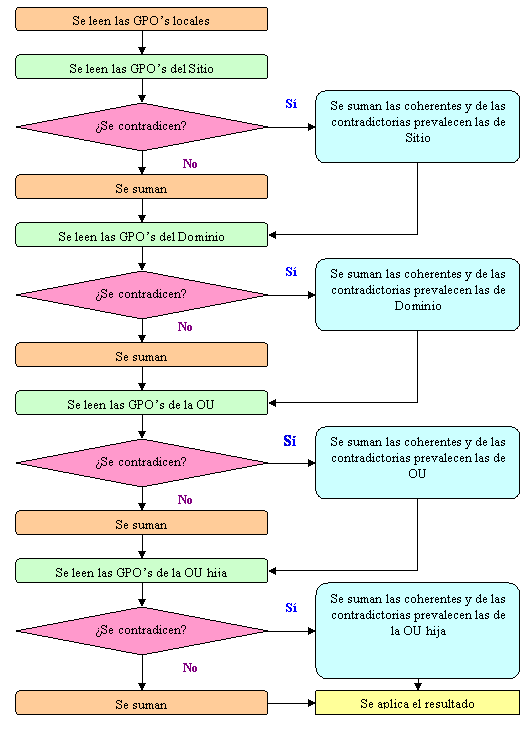 Se leen las GPO's locales
Se leen las GPO's del Sitio
¿Se contradicen?
Sí
Se suman las coherentes y de las
contradictorias prevalecen las de
Sitio
No
Se suman
Se leen las GPO's del Dominio
¿Se contradicen?
Sí
Se suman las coherentes y de las
contradictorias prevalecen las de
Dominio
No
Se suman
Se leen las GPO's de la OU
¿Se contradicen?
Sí
Se suman las coherentes y de las
contradictorias prevalecen las de
OU
No
Se suman
Se leen las GPO's de la OU hija
¿Se contradicen?
Sí
Se suman las coherentes y de las
contradictorias prevalecen las de
la OU hija
No
Se suman
Se aplica el resultado